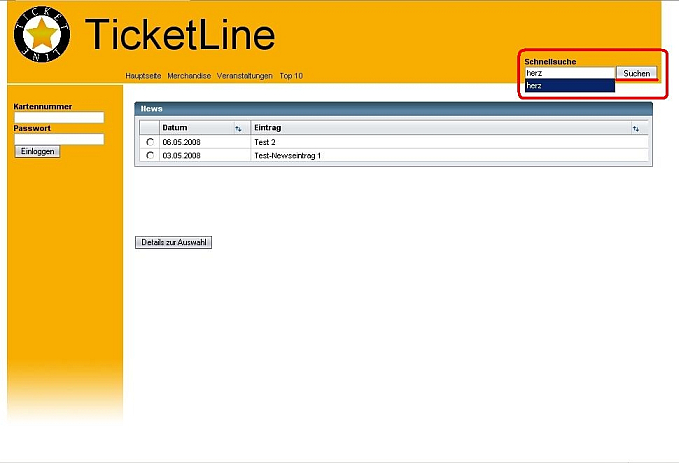 TICKET
LINE
TicketLine
Hauptseite Merchandise Veranstaltungen Top 10
Schnellsuche
herz Suchen
herz
Kartennummer
Passwort
Einloggen
News
Datum Eintrag
06.05.2008 Test 2
03.05.2008 Test-Newseintrag 1
Details zur Auswahl